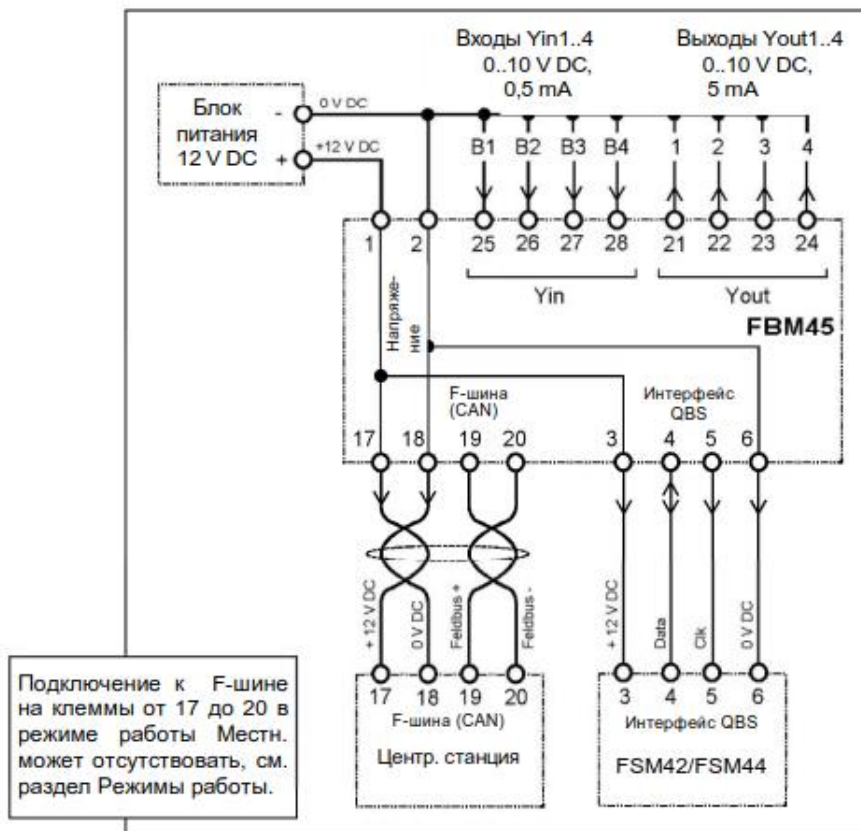 Входы Yin1..4
0..10 V DC,
0,5 mA
Выходы Yout1..4
0..10 V DC,
5 mA
Блок
питания
12 V DC
-
0 V DC
+
+12 V DC
B1 B2 B3 B4 1 2 3 4
1 2 25 26 27 28 21 22 23 24
Yin
Yout
FBM45
Напряже-
ние
F-шина
(CAN)
Интерфейс
QBS
17 18 19 20 3 4 5 6
+ 12 V DC
0 V DC
Feldbus +
Feldbus -
+ 12 V DC
Data
Clk
0 V DC
17 18 19 20
F-шина (CAN)
Центр. станция
3 4 5 6
Интерфейс QBS
FSM42/FSM44
Подключение к F-шине
на клеммы от 17 до 20 в
режиме работы Местн.
может отсутствовать, см.
раздел Режимы работы.